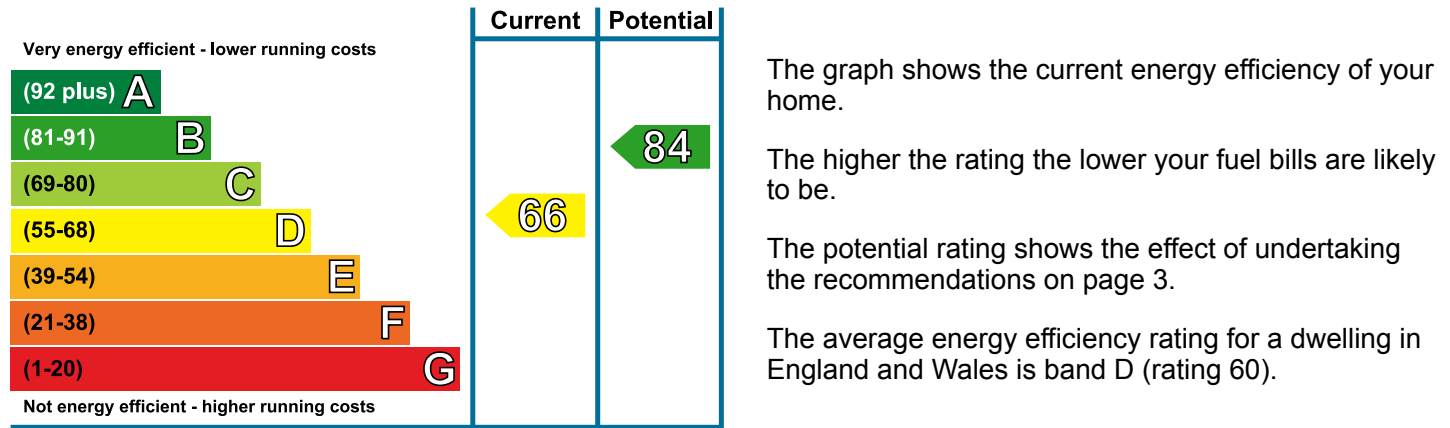 Current Potential
Very energy efficient - lower running costs
(92 plus) A
(81-91) B
(69-80) C
(55-68) D
(39-54) E
(21-38) F
(1-20) G
Not energy efficient - higher running costs
84
66
The graph shows the current energy efficiency of your
home.
The higher the rating the lower your fuel bills are likely
to be.
The potential rating shows the effect of undertaking
the recommendations on page 3.
The average energy efficiency rating for a dwelling in
England and Wales is band D (rating 60).